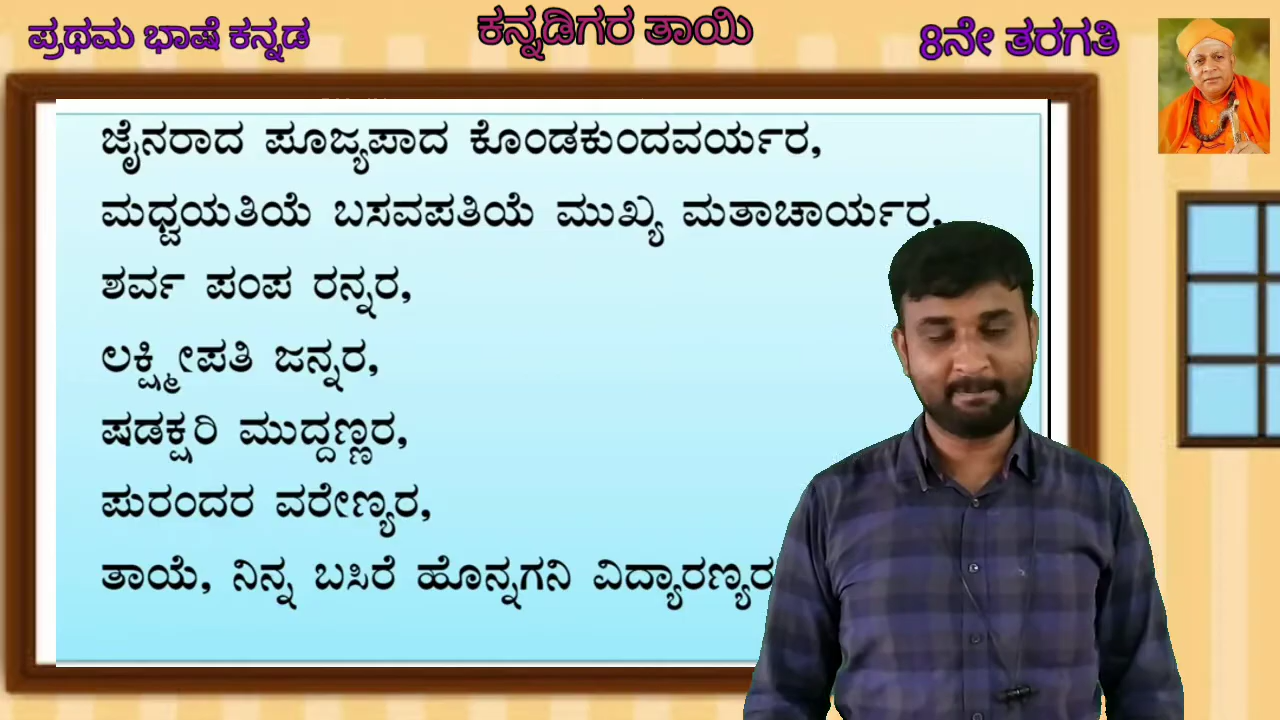 ಪ್ರಥಮ ಭಾಷೆ ಕನ್ನಡ
ಕನ್ನಡಿಗರ ತಾಯಿ
8ನೇ ತರಗತಿ
ಜೈನರಾದ ಪೂಜ್ಯಪಾದ ಕೊಂಡಕುಂದವರ್ಯರ,
ಮಧ್ವಯತಿಯೆ ಬಸವಪತಿಯೆ ಮುಖ್ಯ ಮತಾಚಾರ್ಯರ,
ಶರ್ವ ಪಂಪ ರನ್ನರ,
ಲಕ್ಷ್ಮೀಪತಿ ಜನ್ನರ,
ಷಡಕ್ಷರಿ ಮುದ್ದಣ್ಣರ,
ಪುರಂದರ ವರೇಣ್ಯರ,
ತಾಯೆ, ನಿನ್ನ ಬಸಿರೆ ಹೊನ್ನಗನಿ ವಿದ್ಯಾರಣ್ಯರ